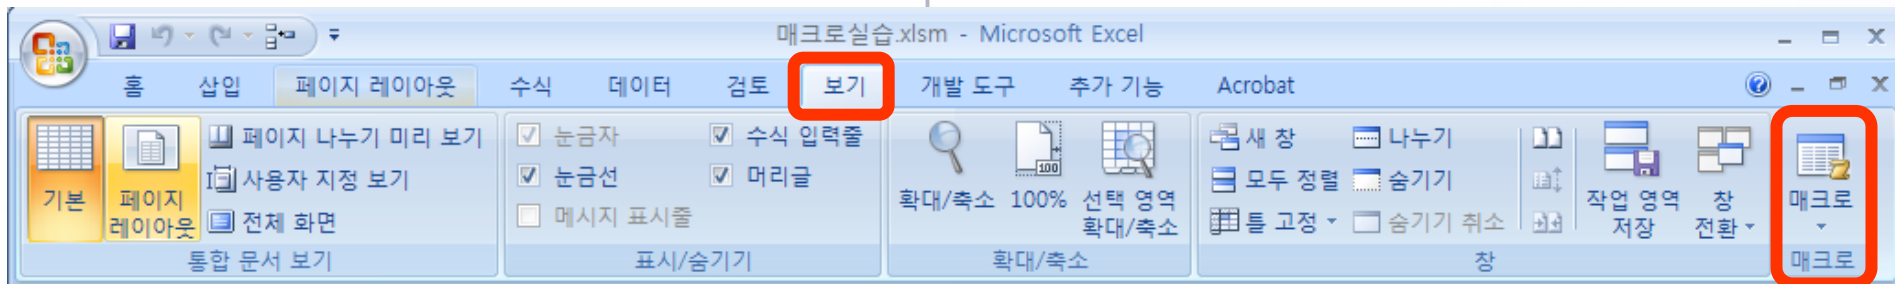 매크로실습.xlsm - Microsoft Excel
홈 삽입 페이지 레이아웃 수식 데이터 검토 보기 개발 도구 추가 기능 Acrobat
기본
페이지
레이아웃
페이지 나누기 미리 보기
사용자 지정 보기
전체 화면
통합 문서 보기
눈금자
눈금선
메시지 표시줄
수식 입력줄
머리글
표시/숨기기
확대/축소
100%
100
선택 영역
확대/축소
확대/축소
새 창
모두 정렬
틀 고정
나누기
숨기기
숨기기 취소
작업 영역
저장
창
전환
창
매크로
매크로